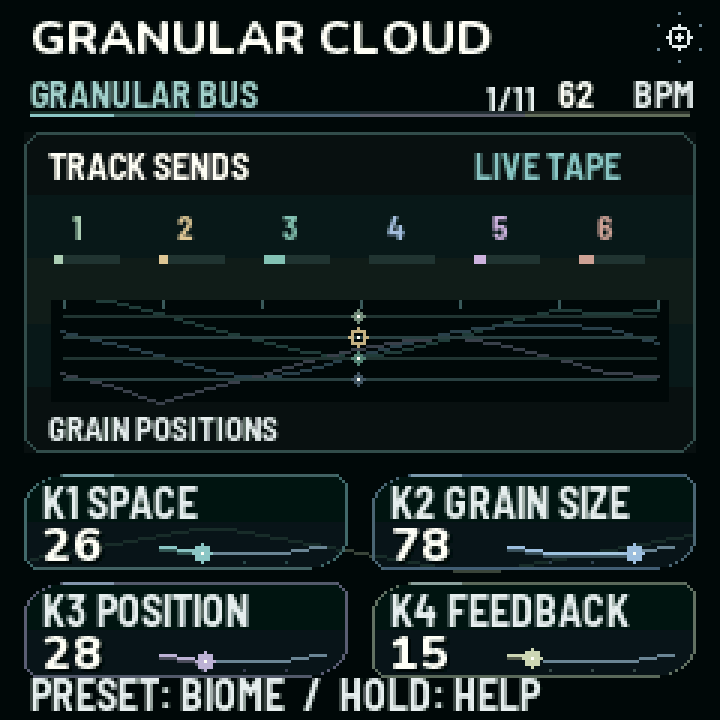 GRANULAR CLOUD
GRANULAR BUS 1/11 62 BPM
TRACK SENDS LIVE TAPE
1 2 3 4 5 6
GRAIN POSITIONS
K1 SPACE K2 GRAIN SIZE
26 78
K3 POSITION K4 FEEDBACK
28 15
PRESET: BIOME / HOLD: HELP